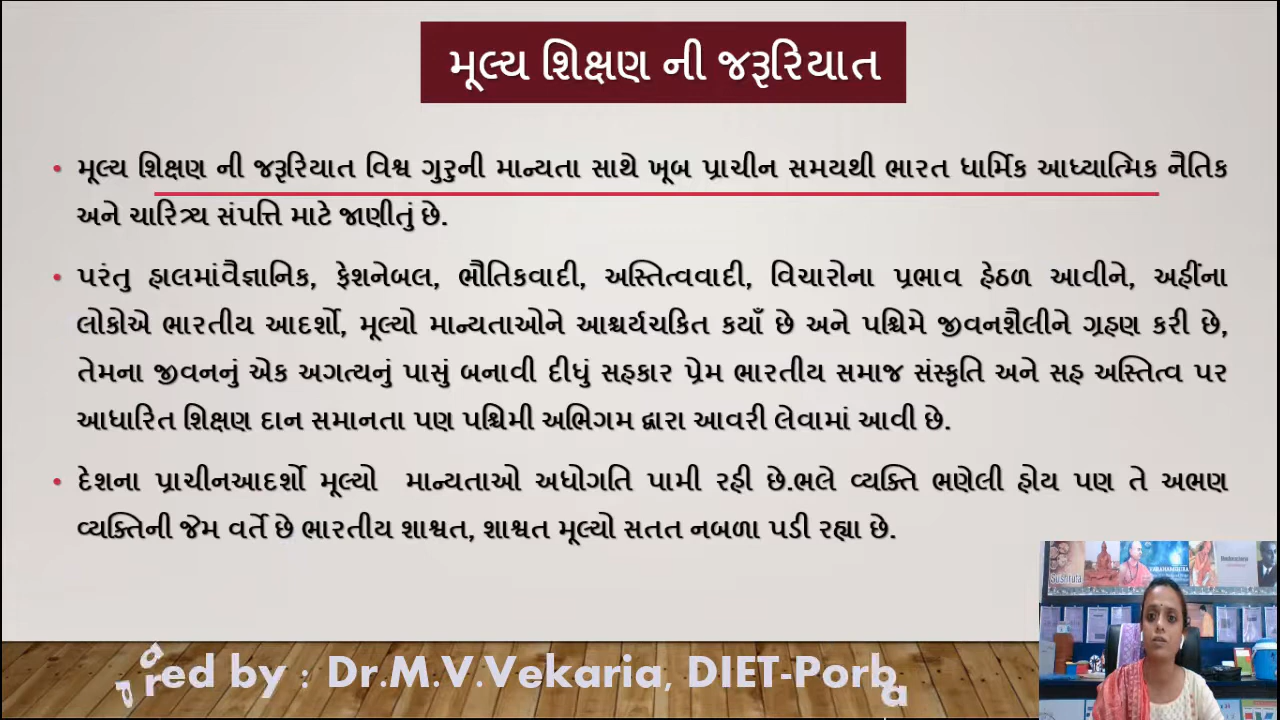 મૂલ્ય શિક્ષણ ની જરૂરિયાત
• મૂલ્ય શિક્ષણ ની જરૂરિયાત વિશ્વ ગુરુની માન્યતા સાથે ખૂબ પ્રાચીન સમયથી ભારત ધાર્મિક આધ્યાત્મિક નૈતિક
અને ચારિત્ર્ય સંપત્તિ માટે જાણીતું છે.
• પરંતુ હાલમાંવૈજ્ઞાનિક, ફેશનેબલ, ભૌતિકવાદી, અસ્તિત્વવાદી, વિચારોના પ્રભાવ હેઠળ આવીને, અહીંના
લોકોએ ભારતીય આદર્શો, મૂલ્યો માન્યતાઓને આશ્ચર્યચકિત કર્યાં છે અને પશ્ચિમે જીવનશૈલીને ગ્રહણ કરી છે,
તેમના જીવનનું એક અગત્યનું પાસું બનાવી દીધું સહકાર પ્રેમ ભારતીય સમાજ સંસ્કૃતિ અને સહ અસ્તિત્વ પર
આધારિત શિક્ષણ દાન સમાનતા પણ પશ્ચિમી અભિગમ દ્વારા આવરી લેવામાં આવી છે.
• દેશના પ્રાચીનઆદર્શો મૂલ્યો માન્યતાઓ અધોગતિ પામી રહી છે.ભલે વ્યક્તિ ભણેલી હોય પણ તે અભણ
વ્યક્તિની જેમ વર્તે છે ભારતીય શાશ્વત, શાશ્વત મૂલ્યો સતત નબળા પડી રહ્યા છે.
Sushruta
ared by : Dr.M.V.Vekaria, DIET-Porba